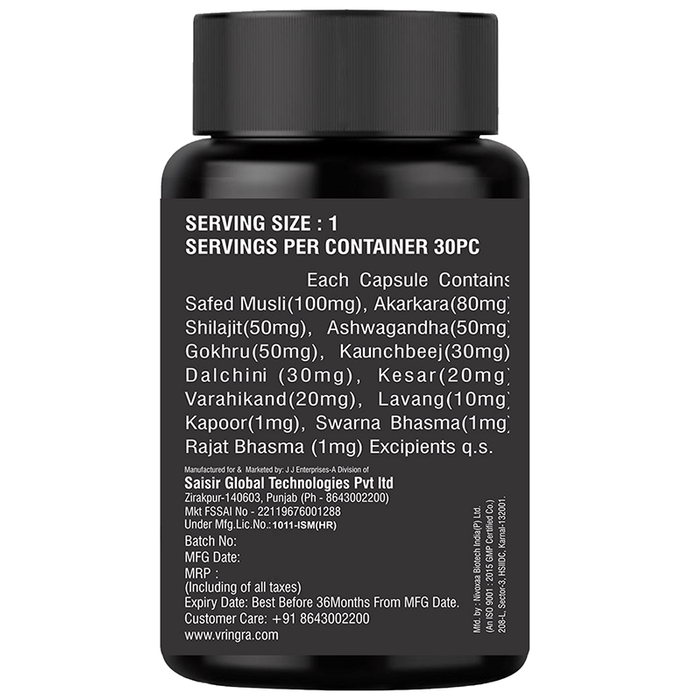 SERVING SIZE : 1
SERVINGS PER CONTAINER 30PC
Each Capsule Contains
Safed Musli(100mg), Akarkara(80mg)
Shilajit(50mg), Ashwagandha(50mg)
Gokhru(50mg), Kaunchbeej(30mg)
Dalchini (30mg), Kesar(20mg)
Varahikand(20mg), Lavang(10mg)
Kapoor(1mg), Swarna Bhasma(1mg)
Rajat Bhasma (1mg) Excipients q.s.
Manufactured for & Marketed by: J J Enterprises-A Division of
Saisir Global Technologies Pvt ltd
Zirakpur-140603, Punjab (Ph - 8643002200)
Mkt FSSAI No - 22119676001288
Under Mfg.Lic.No.: 1011-ISM(HR)
Batch No:
MFG Date:
MRP :
(Including of all taxes)
Expiry Date: Best Before 36Months From MFG Date.
Customer Care: +91 8643002200
www.vringra.com
Mfd. by : Nivoxaa Biotech India(P) Ltd.
(An ISO 9001 : 2015 GMP Certified Co.)
208-L, Sector-3, HSIIDC, Karnal-132001.